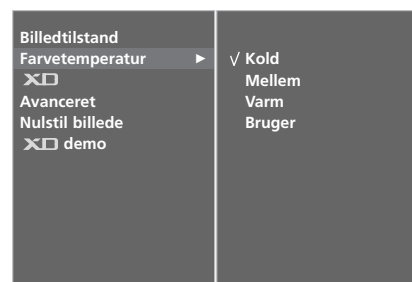 Billedtilstand
Farvetemperatur ►
XD
Avanceret
Nulstil billede
XD demo
√ Kold
Mellem
Varm
Bruger